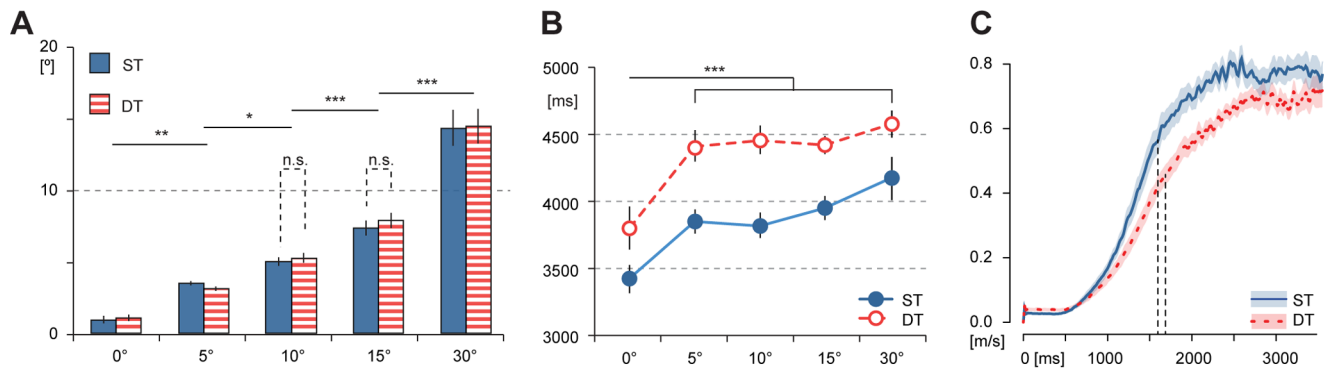 A
20
[º]
ST
DT
***
***
*
**
n.s.
n.s.
10
0
0° 5° 10° 15° 30°
B
5000
[ms]
***
4500
4000
3500
3000
ST
DT
0° 5° 10° 15° 30°
C
0.8
0.6
0.4
0.2
0.0
[m/s]
ST
DT
0 [ms] 1000 2000 3000